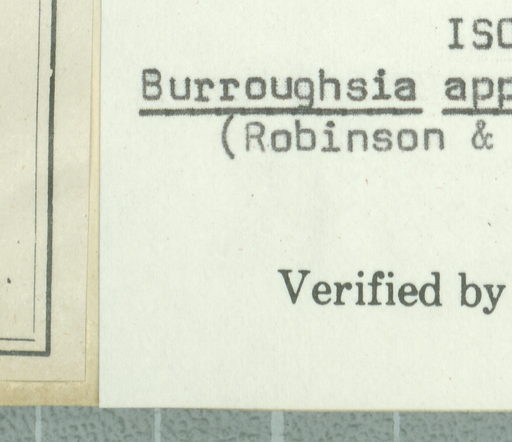 ISO
Burroughsia app
(Robinson &
Verified by